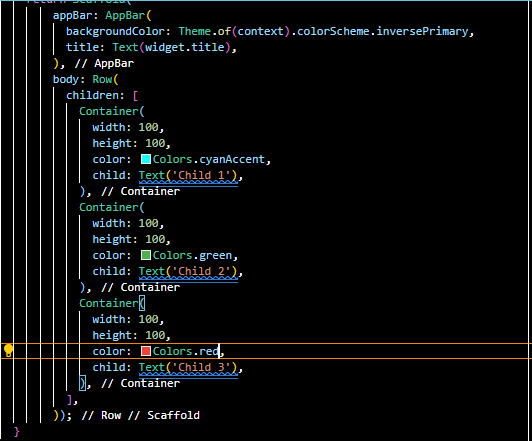 return Scaffold(
appBar: AppBar(
backgroundColor: Theme.of(context).colorScheme.inversePrimary,
title: Text(widget.title),
), // AppBar
body: Row(
children: [
Container(
width: 100,
height: 100,
color: Colors.cyanAccent,
child: Text('Child 1'),
), // Container
Container(
width: 100,
height: 100,
color: Colors.green,
child: Text('Child 2'),
), // Container
Container(
width: 100,
height: 100,
color: Colors.red,
child: Text('Child 3'),
), // Container
],
)); // Row // Scaffold
}